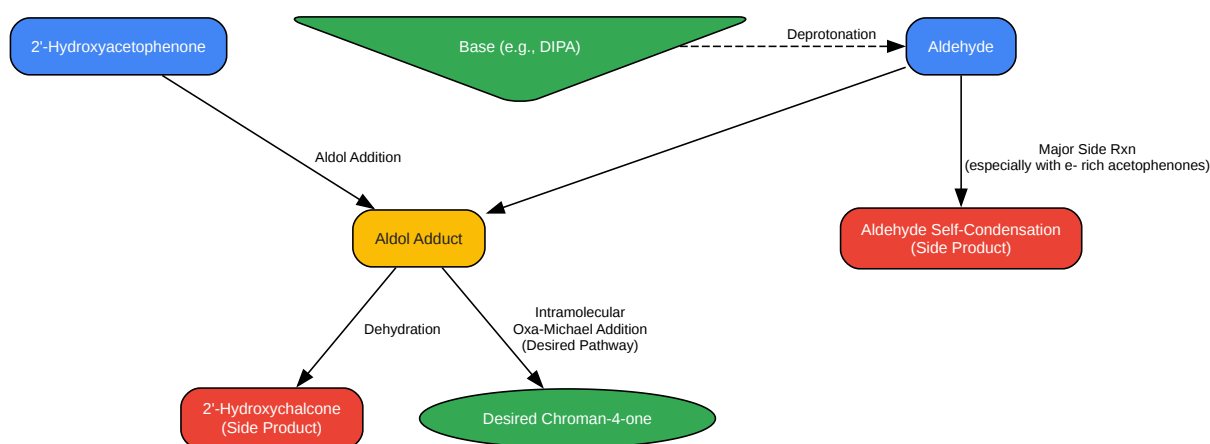 2'-Hydroxyacetophenone
Base (e.g., DIPA)
Deprotonation
Aldehyde
Aldol Addition
Major Side Rxn
(especially with e- rich acetophenones)
Aldol Adduct
Aldehyde Self-Condensation
(Side Product)
Dehydration
Intramolecular
Oxa-Michael Addition
(Desired Pathway)
2'-Hydroxychalcone
(Side Product)
Desired Chroman-4-one